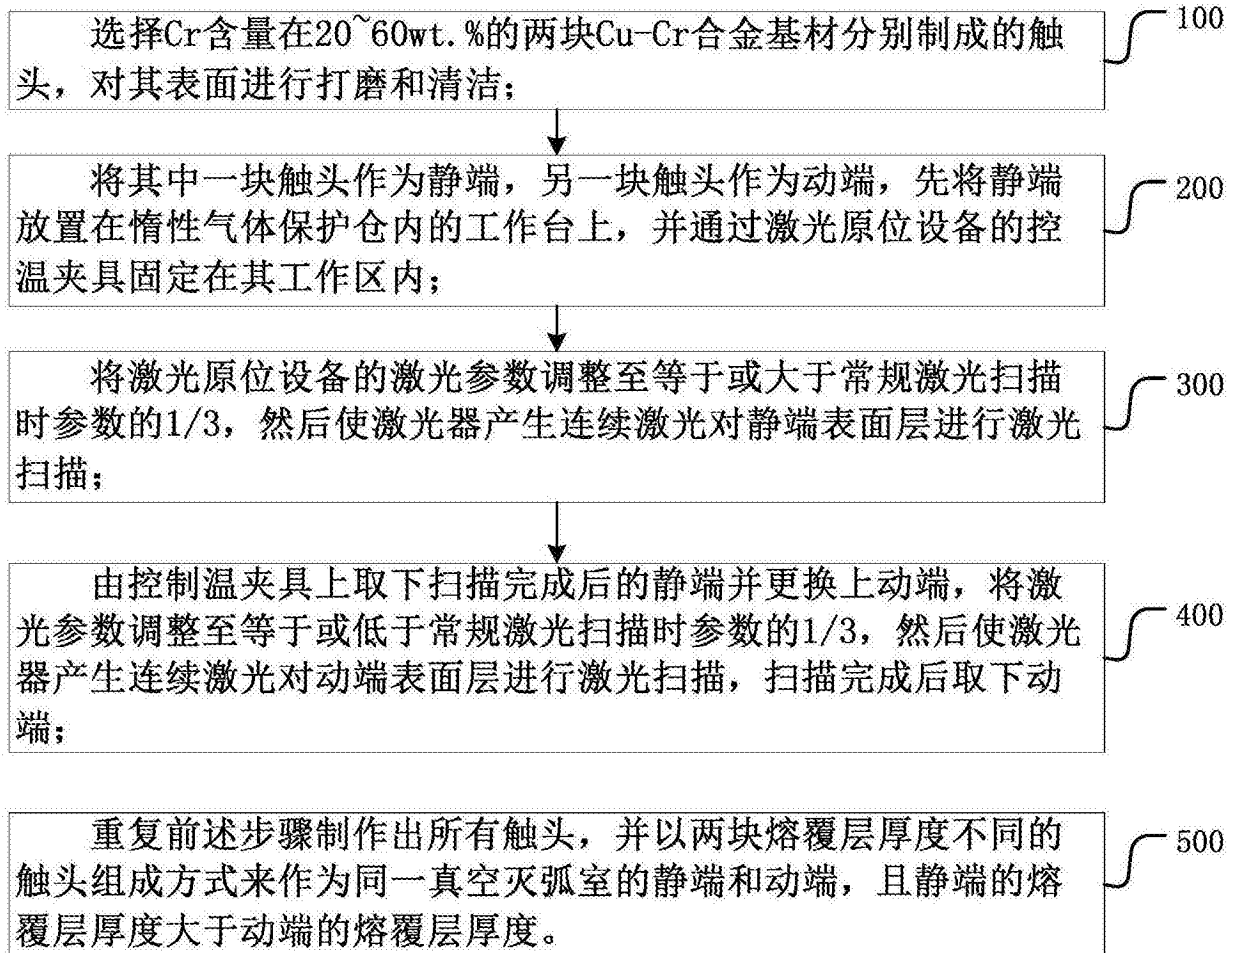 选择Cr含量在20~60wt.%的两块Cu-Cr合金基材分别制成的触
头，对其表面进行打磨和清洁；
100
将其中一块触头作为静端，另一块触头作为动端，先将静端
放置在惰性气体保护仓内的工作台上，并通过激光原位设备的控
温夹具固定在其工作区内；
200
将激光原位设备的激光参数调整至等于或大于常规激光扫描
时参数的1/3，然后使激光器产生连续激光对静端表面层进行激光
扫描；
300
由控制温夹具上取下扫描完成后的静端并更换上动端，将激
光参数调整至等于或低于常规激光扫描时参数的1/3，然后使激光
器产生连续激光对动端表面层进行激光扫描，扫描完成后取下动
端；
400
重复前述步骤制作出所有触头，并以两块熔覆层厚度不同的
触头组成方式来作为同一真空灭弧室的静端和动端，且静端的熔
覆层厚度大于动端的熔覆层厚度。
500